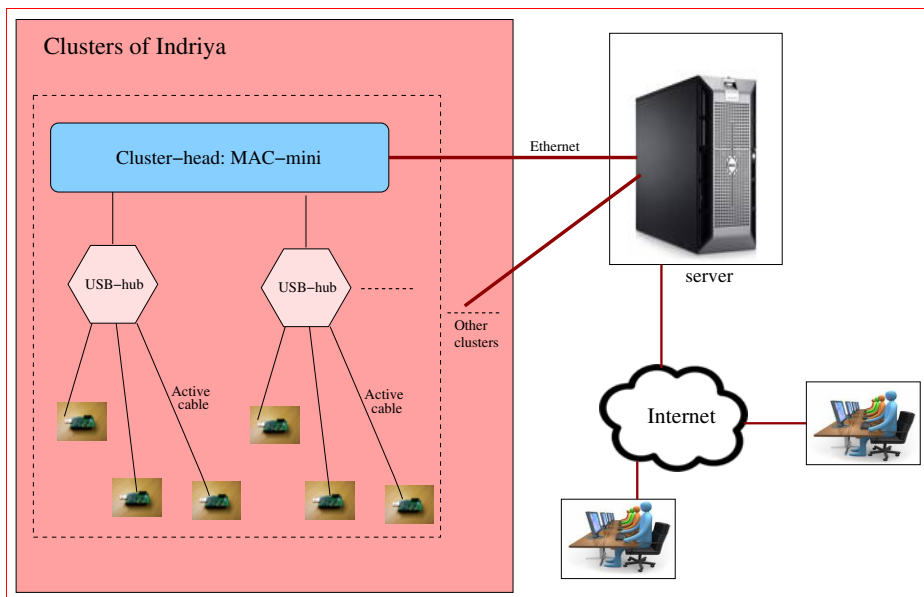 Clusters of Indriya
Cluster−head: MAC−mini
Ethernet
server
USB−hub
USB−hub
Other
clusters
Active
cable
Active
cable
Internet